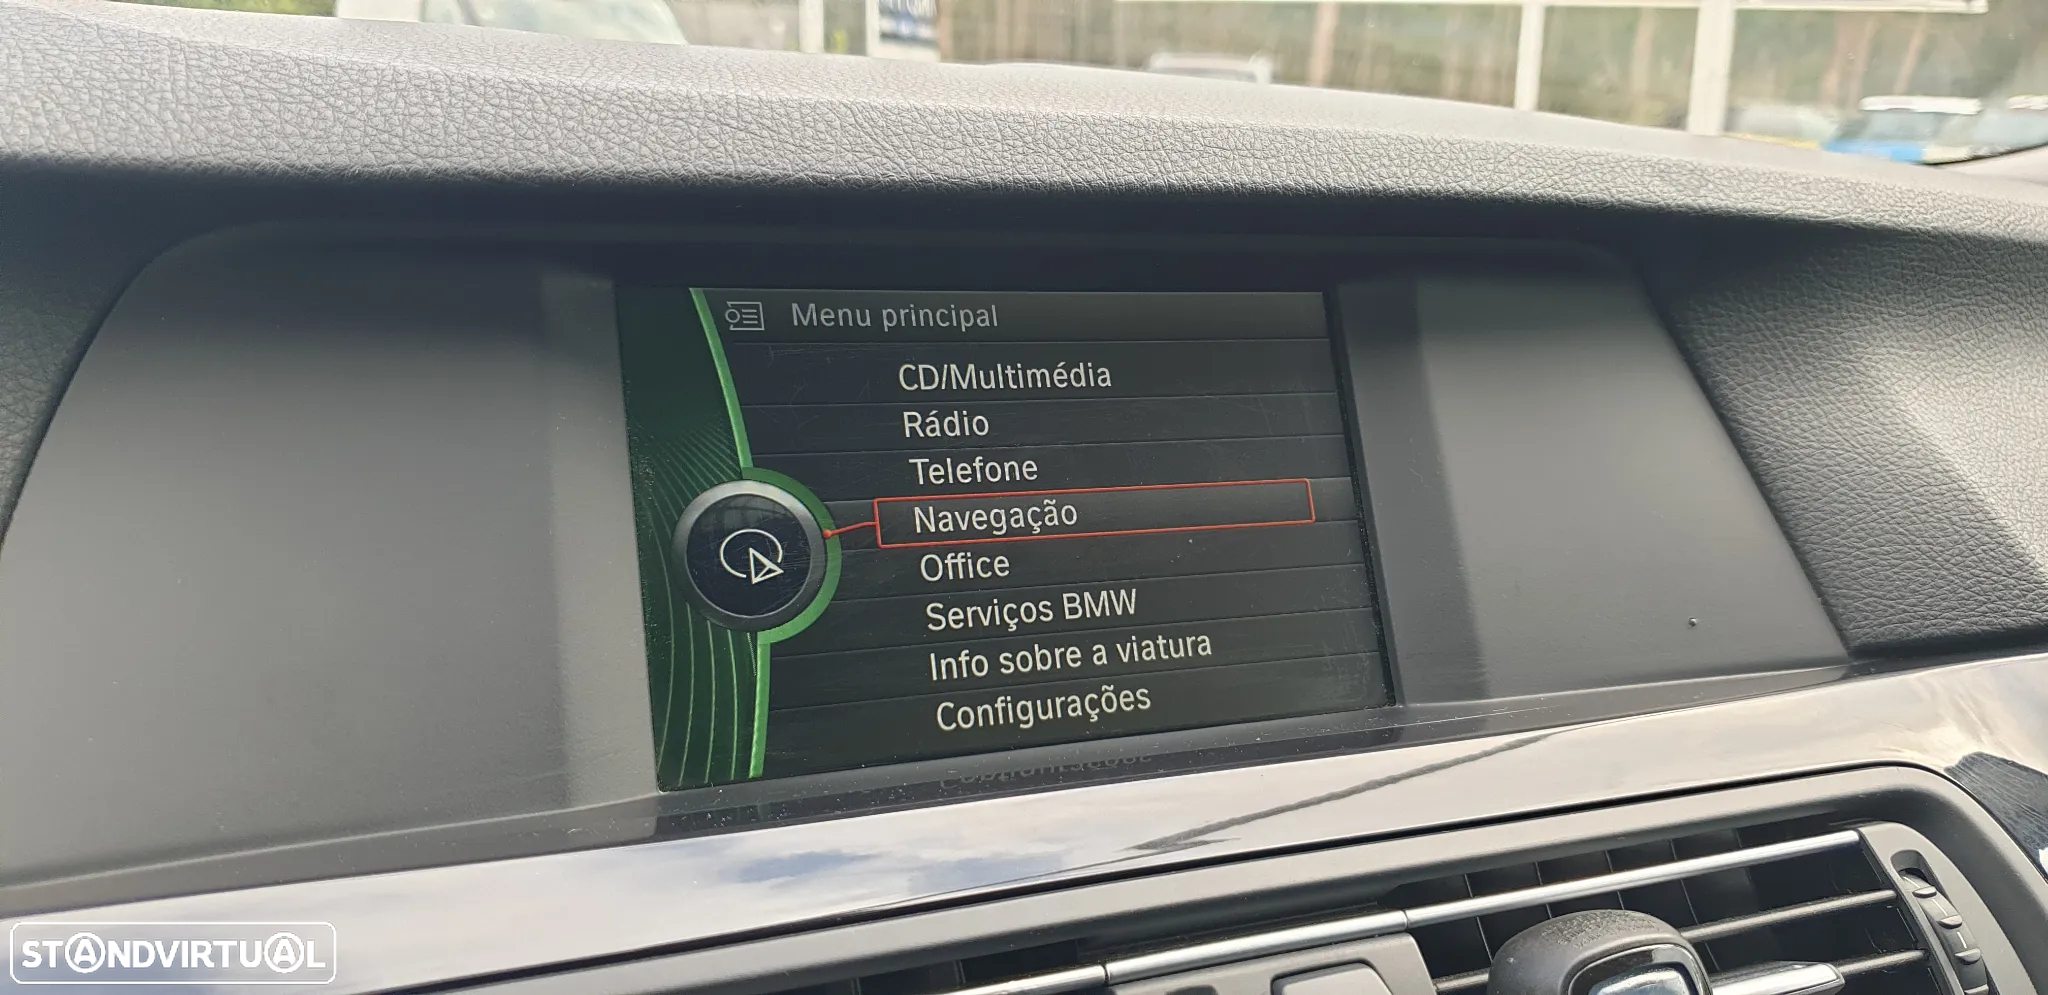 Menu principal
CD/Multimédia
Rádio
Telefone
Navegação
Office
Serviços BMW
Info sobre a viatura
Configurações
STANDVIRTUAL